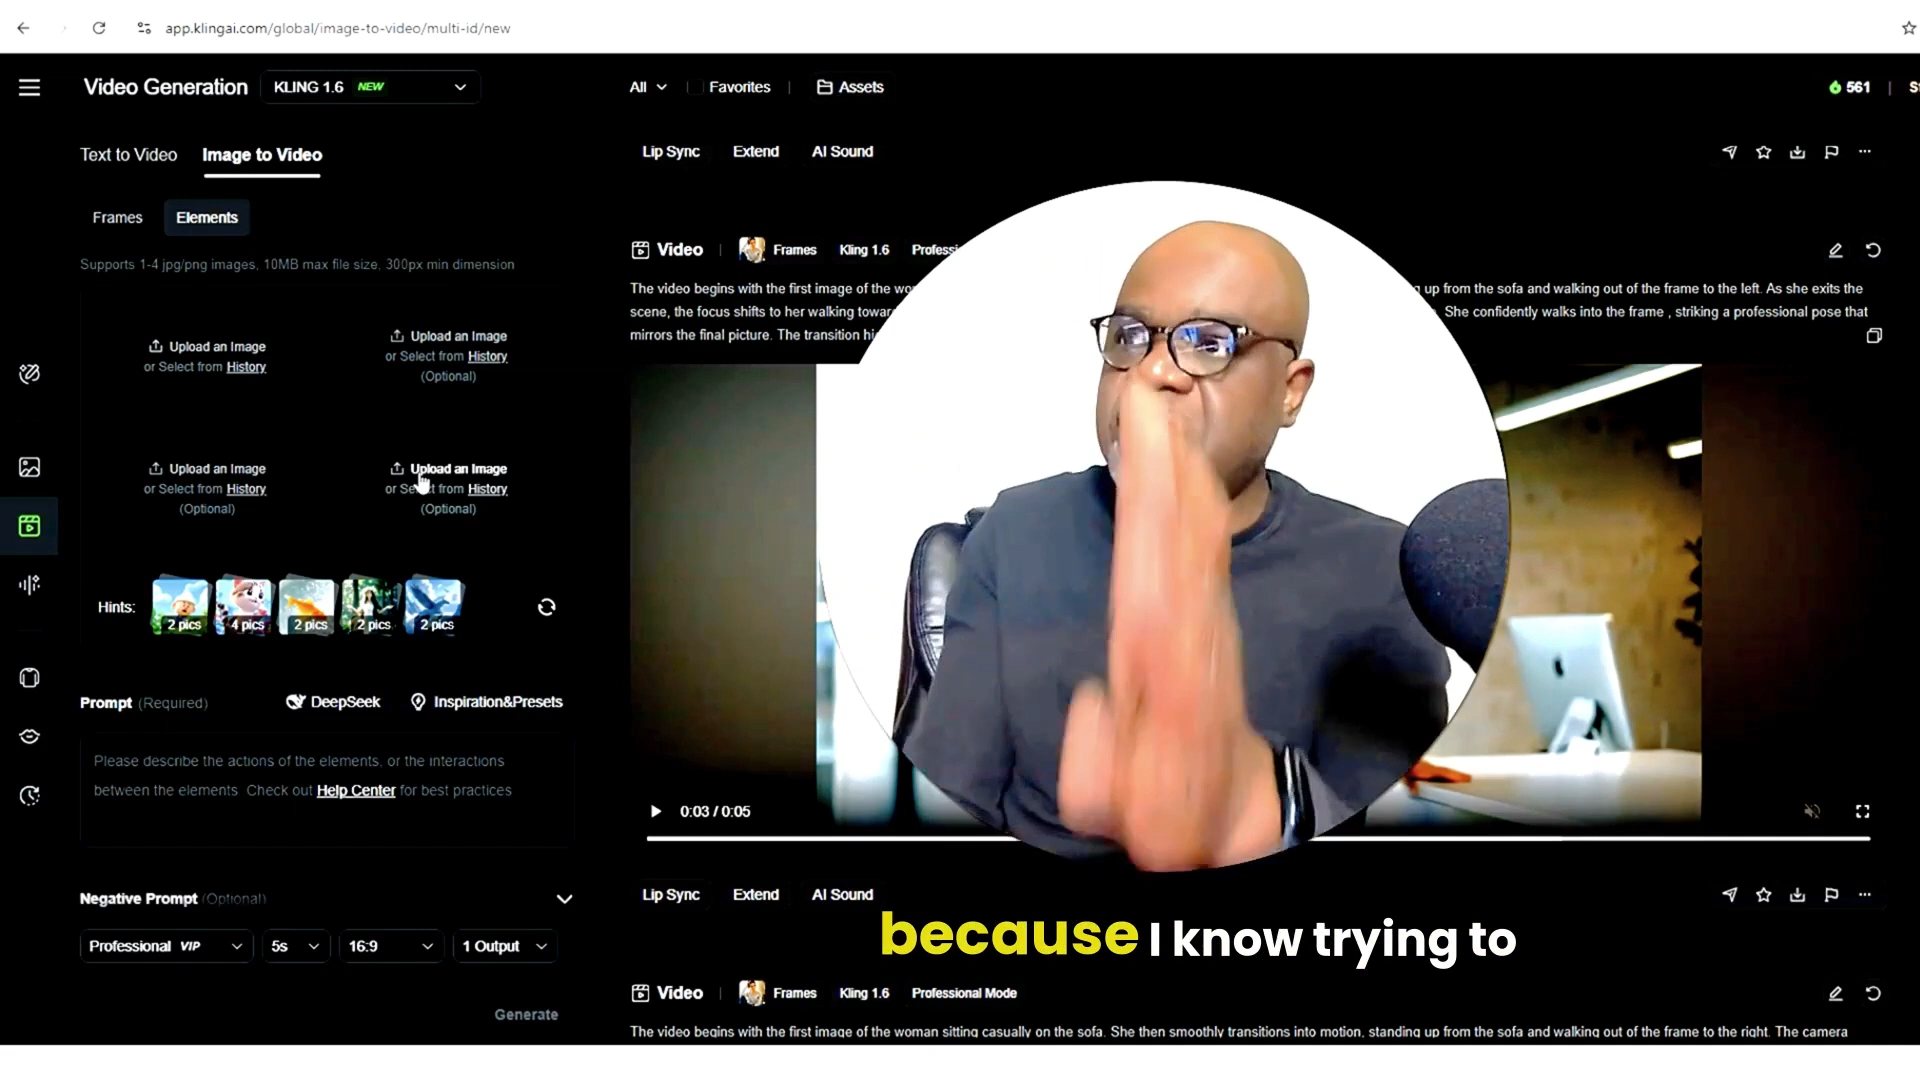 app.klingai.com/global/image-to-video/multi-id/new
Video Generation
KLING 1.6 NEW
All
Favorites
Assets
561
Text to Video
Image to Video
Lip Sync
Extend
AI Sound
Frames
Elements
Supports 1-4 jpg/png images, 10MB max file size, 300px min dimension
Upload an Image
or Select from History
Upload an Image
or Select from History
(Optional)
Upload an Image
or Select from History
(Optional)
Upload an Image
or Select from History
(Optional)
Hints:
2 pics
4 pics
2 pics
2 pics
2 pics
Prompt (Required)
DeepSeek
Inspiration&Presets
Please describe the actions of the elements, or the interactions
between the elements Check out Help Center for best practices
Negative Prompt (Optional)
Professional VIP
5s
16:9
1 Output
Generate
Video
Frames
Kling 1.6
The video begins with the first image of the up from the sofa and walking out of the frame to the left. As she exits the
scene, the focus shifts to her walking She confidently walks into the frame , striking a professional pose that
mirrors the final picture. The transition
0:03 / 0:05
Lip Sync
Extend
AI Sound
because I know trying to
Video
Frames
Kling 1.6
Professional Mode
The video begins with the first image of the woman sitting casually on the sofa. She then smoothly transitions into motion, standing up from the sofa and walking out of the frame to the right. The camera